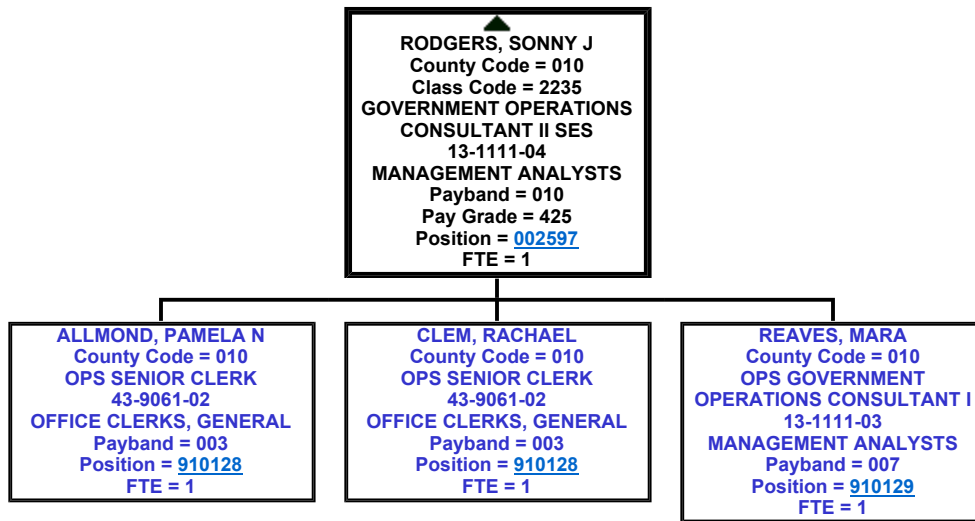 RODGERS, SONNY J
County Code = 010
Class Code = 2235
GOVERNMENT OPERATIONS
CONSULTANT II SES
13-1111-04
MANAGEMENT ANALYSTS
Payband = 010
Pay Grade = 425
Position = 002597
FTE = 1
ALLMOND, PAMELA N
County Code = 010
OPS SENIOR CLERK
43-9061-02
OFFICE CLERKS, GENERAL
Payband = 003
Position = 910128
FTE = 1
CLEM, RACHAEL
County Code = 010
OPS SENIOR CLERK
43-9061-02
OFFICE CLERKS, GENERAL
Payband = 003
Position = 910128
FTE = 1
REAVES, MARA
County Code = 010
OPS GOVERNMENT
OPERATIONS CONSULTANT I
13-1111-03
MANAGEMENT ANALYSTS
Payband = 007
Position = 910129
FTE = 1